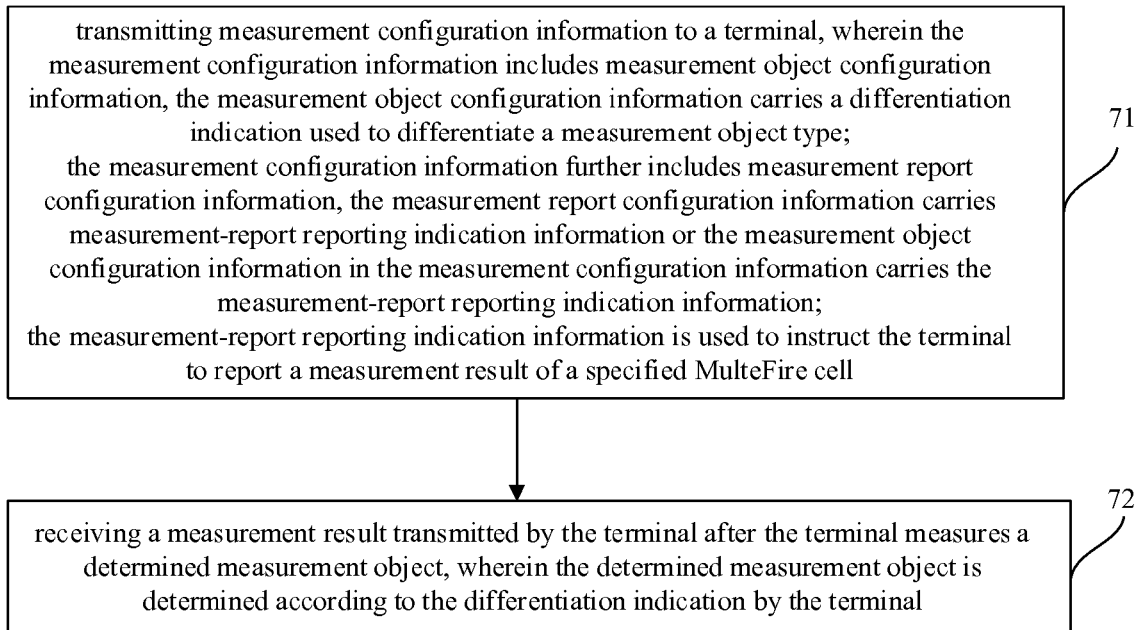 transmitting measurement configuration information to a terminal, wherein the
measurement configuration information includes measurement object configuration
information, the measurement object configuration information carries a differentiation
indication used to differentiate a measurement object type;
the measurement configuration information further includes measurement report
configuration information, the measurement report configuration information carries
measurement-report reporting indication information or the measurement object
configuration information in the measurement configuration information carries the
measurement-report reporting indication information;
the measurement-report reporting indication information is used to instruct the terminal
to report a measurement result of a specified MulteFire cell
71
72
receiving a measurement result transmitted by the terminal after the terminal measures a
determined measurement object, wherein the determined measurement object is
determined according to the differentiation indication by the terminal